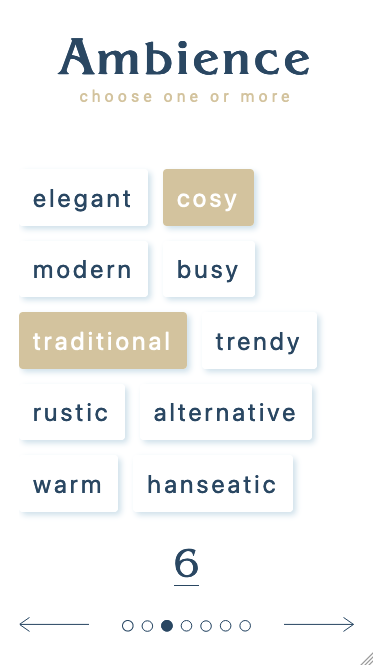 Ambience
choose one or more
elegant cosy
modern busy
traditional trendy
rustic alternative
warm hanseatic
6